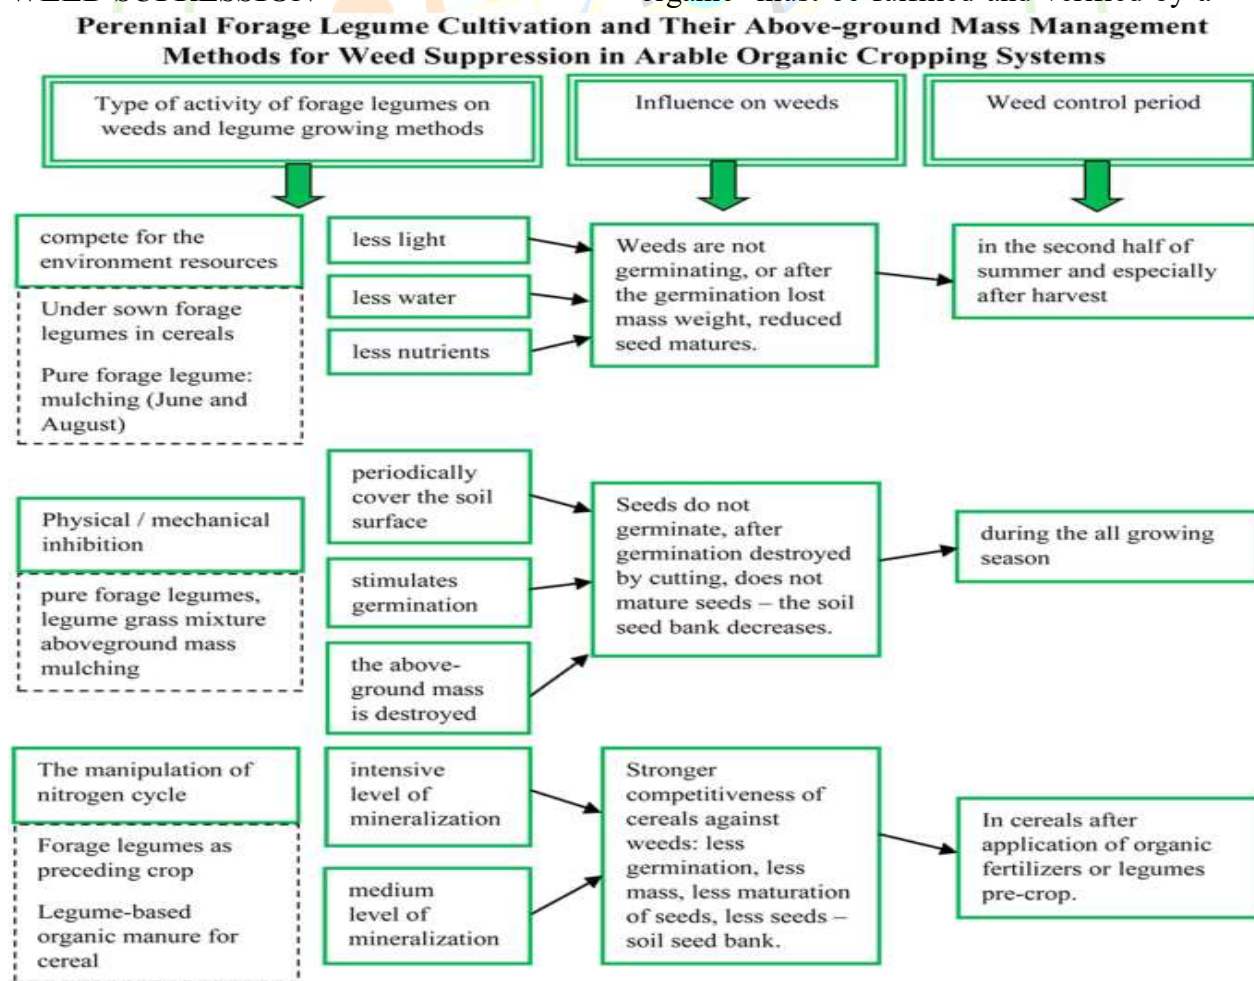 WEED SUPRESSION
organic" must be fulfilled and verified by a
Perennial Forage Legume Cultivation and Their Above-ground Mass Management
Methods for Weed Suppression in Arable Organic Cropping Systems
Type of activity of forage legumes on
weeds and legume growing methods
Influence on weeds
Weed control period
compete for the
environment resources
Under sown forage
legumes in cereals
Pure forage legume:
mulching (June and
August)
less light
less water
less nutrients
Weeds are not
germinating, or after
the germination lost
mass weight, reduced
seed matures.
in the second half of
summer and especially
after harvest
Physical / mechanical
inhibition
pure forage legumes,
legume grass mixture
aboveground mass
mulching
periodically
cover the soil
surface
stimulates
germination
the above-
ground mass
is destroyed
Seeds do not
germinate, after
germination destroyed
by cutting, does not
mature seeds – the soil
seed bank decreases.
during the all growing
season
The manipulation of
nitrogen cycle
Forage legumes as
preceding crop
Legume-based
organic manure for
cereal
intensive
level of
mineralization
medium
level of
mineralization
Stronger
competitiveness of
cereals against
weeds: less
germination, less
mass, less maturation
of seeds, less seeds –
soil seed bank.
In cereals after
application of organic
fertilizers or legumes
pre-crop.